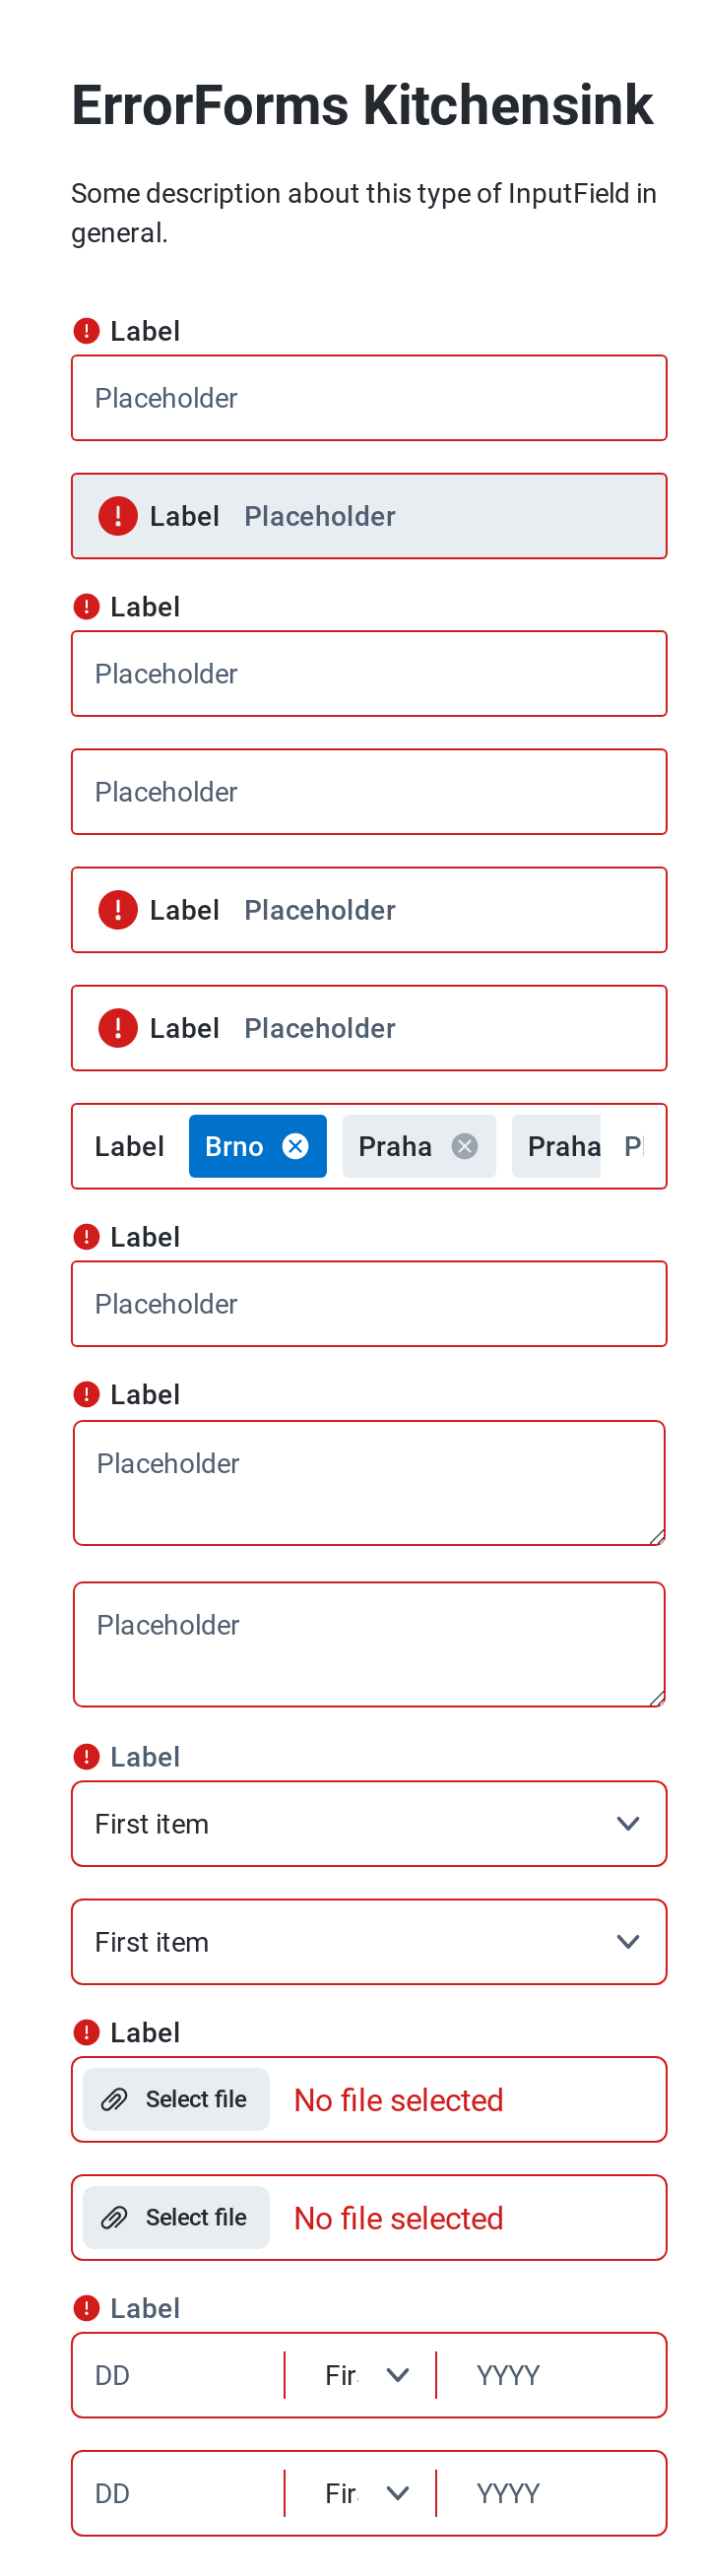 ErrorForms Kitchensink
Some description about this type of InputField in
general.
Label
Placeholder
Label Placeholder
Label
Placeholder
Placeholder
Label Placeholder
Label Placeholder
Label Brno Praha Praha
Label
Placeholder
Label
Placeholder
Placeholder
Label
First item
First item
Label
Select file No file selected
Select file No file selected
Label
DD Fir YYYY
DD Fir YYYY